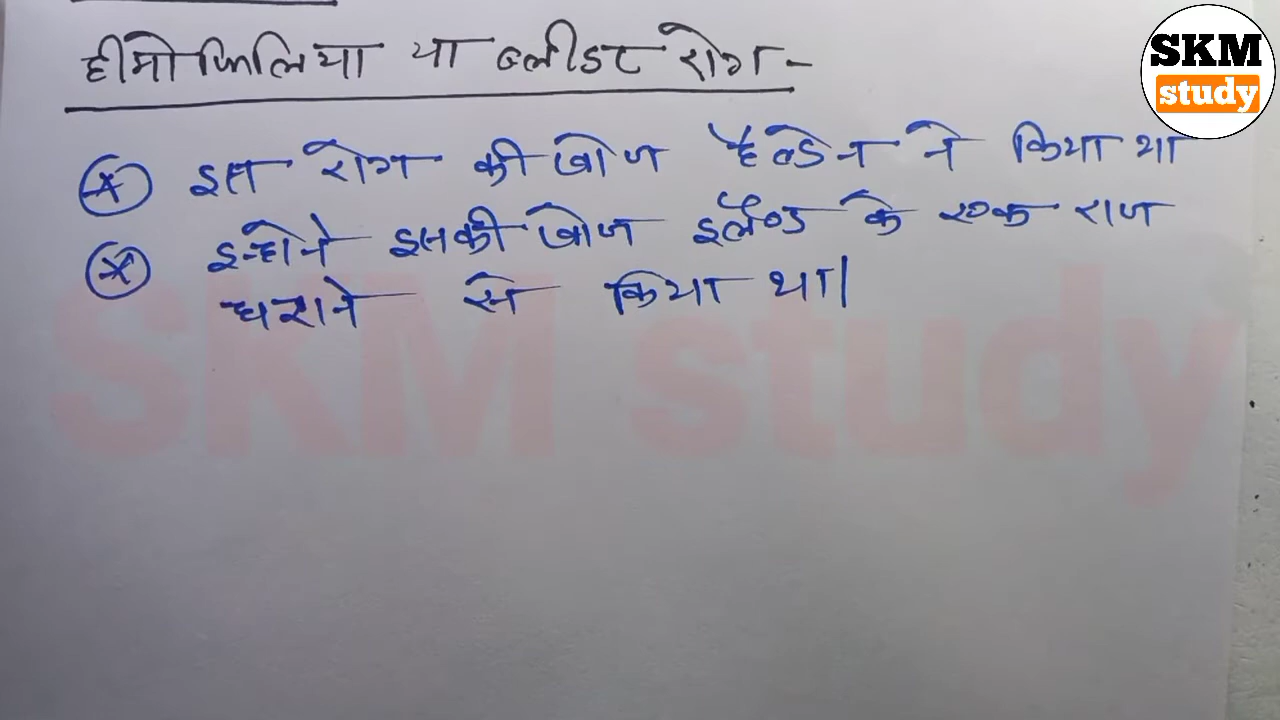 SKM
study
हीमोफिलिया या ब्लीडर रोग-
इस रोग की खोज हैल्डेन ने किया था
इन्होने इसकी खोज इंग्लैण्ड के एक राज
घराने से किया था।
SKM study